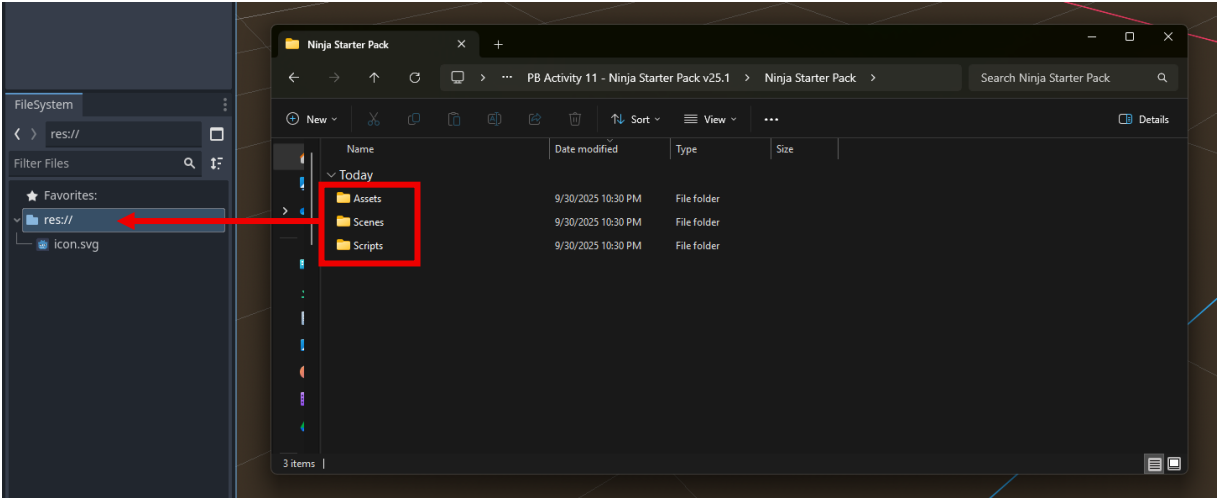 FileSystem
res://
Filter Files
Favorites:
res://
icon.svg
Ninja Starter Pack
PB Activity 11 - Ninja Starter Pack v25.1 > Ninja Starter Pack >
Search Ninja Starter Pack
New
Sort
View
Details
Name Date modified Type Size
Today
Assets 9/30/2025 10:30 PM File folder
Scenes 9/30/2025 10:30 PM File folder
Scripts 9/30/2025 10:30 PM File folder
3 items